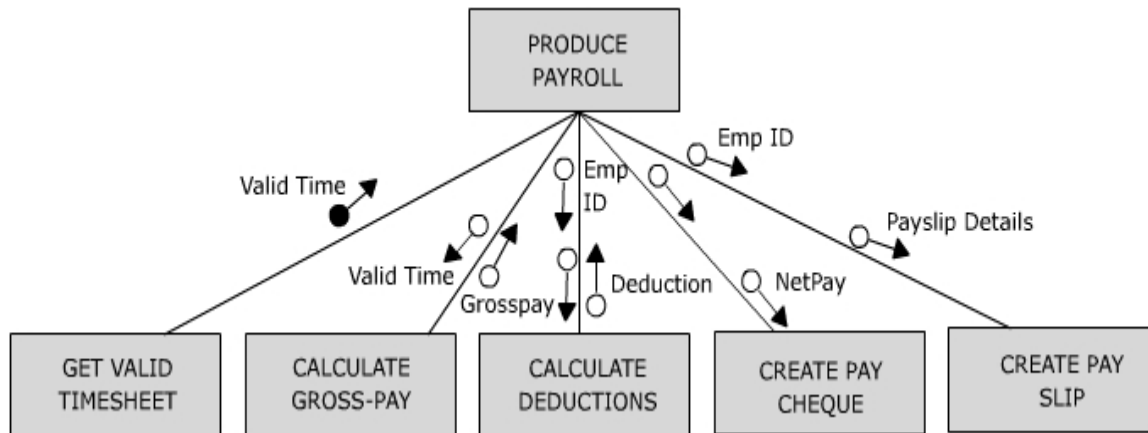 PRODUCE
PAYROLL
Emp ID
Valid Time
Emp
ID
Payslip Details
Valid Time
Grosspay
Deduction
NetPay
GET VALID
TIMESHEET
CALCULATE
GROSS-PAY
CALCULATE
DEDUCTIONS
CREATE PAY
CHEQUE
CREATE PAY
SLIP